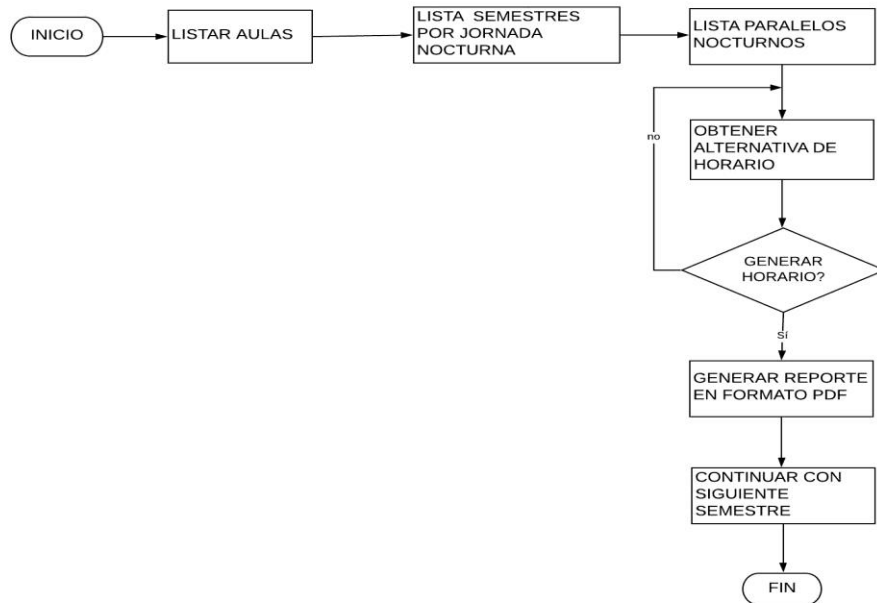 INICIO
LISTAR AULAS
LISTA SEMESTRES
POR JORNADA
NOCTURNA
LISTA PARALELOS
NOCTURNOS
no
OBTENER
ALTERNATIVA DE
HORARIO
GENERAR
HORARIO?
Sí
GENERAR REPORTE
EN FORMATO PDF
CONTINUAR CON
SIGUIENTE
SEMESTRE
FIN